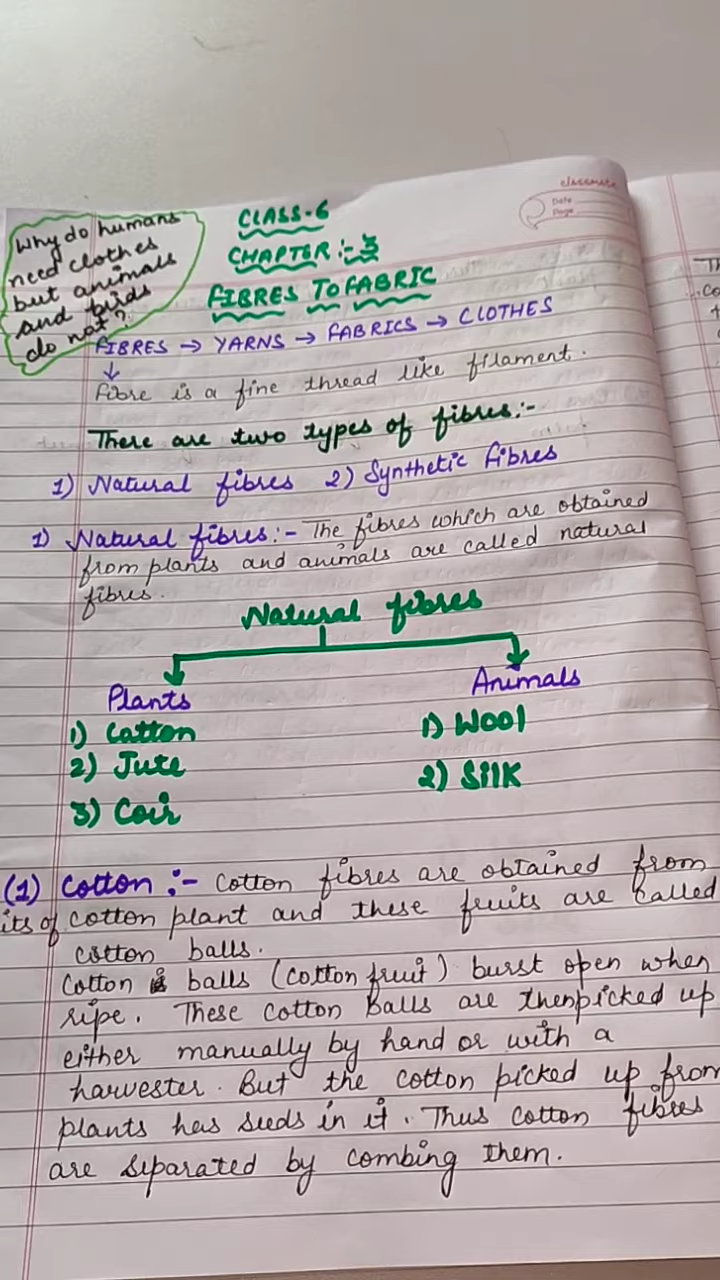 classmate
Date
Page
Why do humans
need clothes
but animals
and birds
do not?
CLASS-6
CHAPTER :- 3
FIBRES TO FABRIC
FIBRES → YARNS → FABRICS → CLOTHES
↓
Fibre is a fine thread like filament.
There are two types of fibres:-
1) Natural fibres 2) Synthetic Fibres
1) Natural fibres:- The fibres which are obtained
from plants and animals are called natural
fibres.
Natural fibres
Plants
1) Cotton
2) Jute
3) Coir
Animals
1) Wool
2) Silk
(1) Cotton :- Cotton fibres are obtained from
its of cotton plant and these fruits are called
cotton balls.
Cotton balls (cotton fruit) burst open when
ripe. These cotton Balls are then picked up
either manually by hand or with a
harvester. But the cotton picked up from
plants has seeds in it. Thus cotton fibres
are separated by combing them.